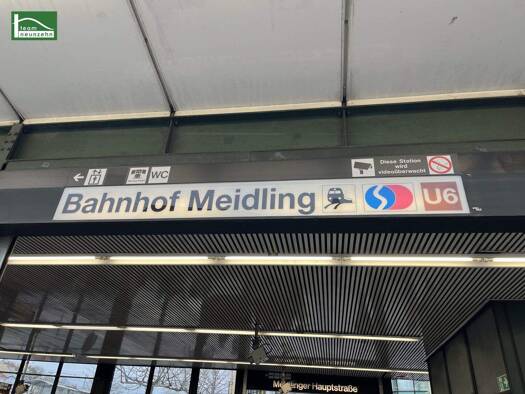 team
neunzehn
Diese Station
wird
videoüberwacht
WC
Bahnhof Meidling
U6
Meidlinger Hauptstraße